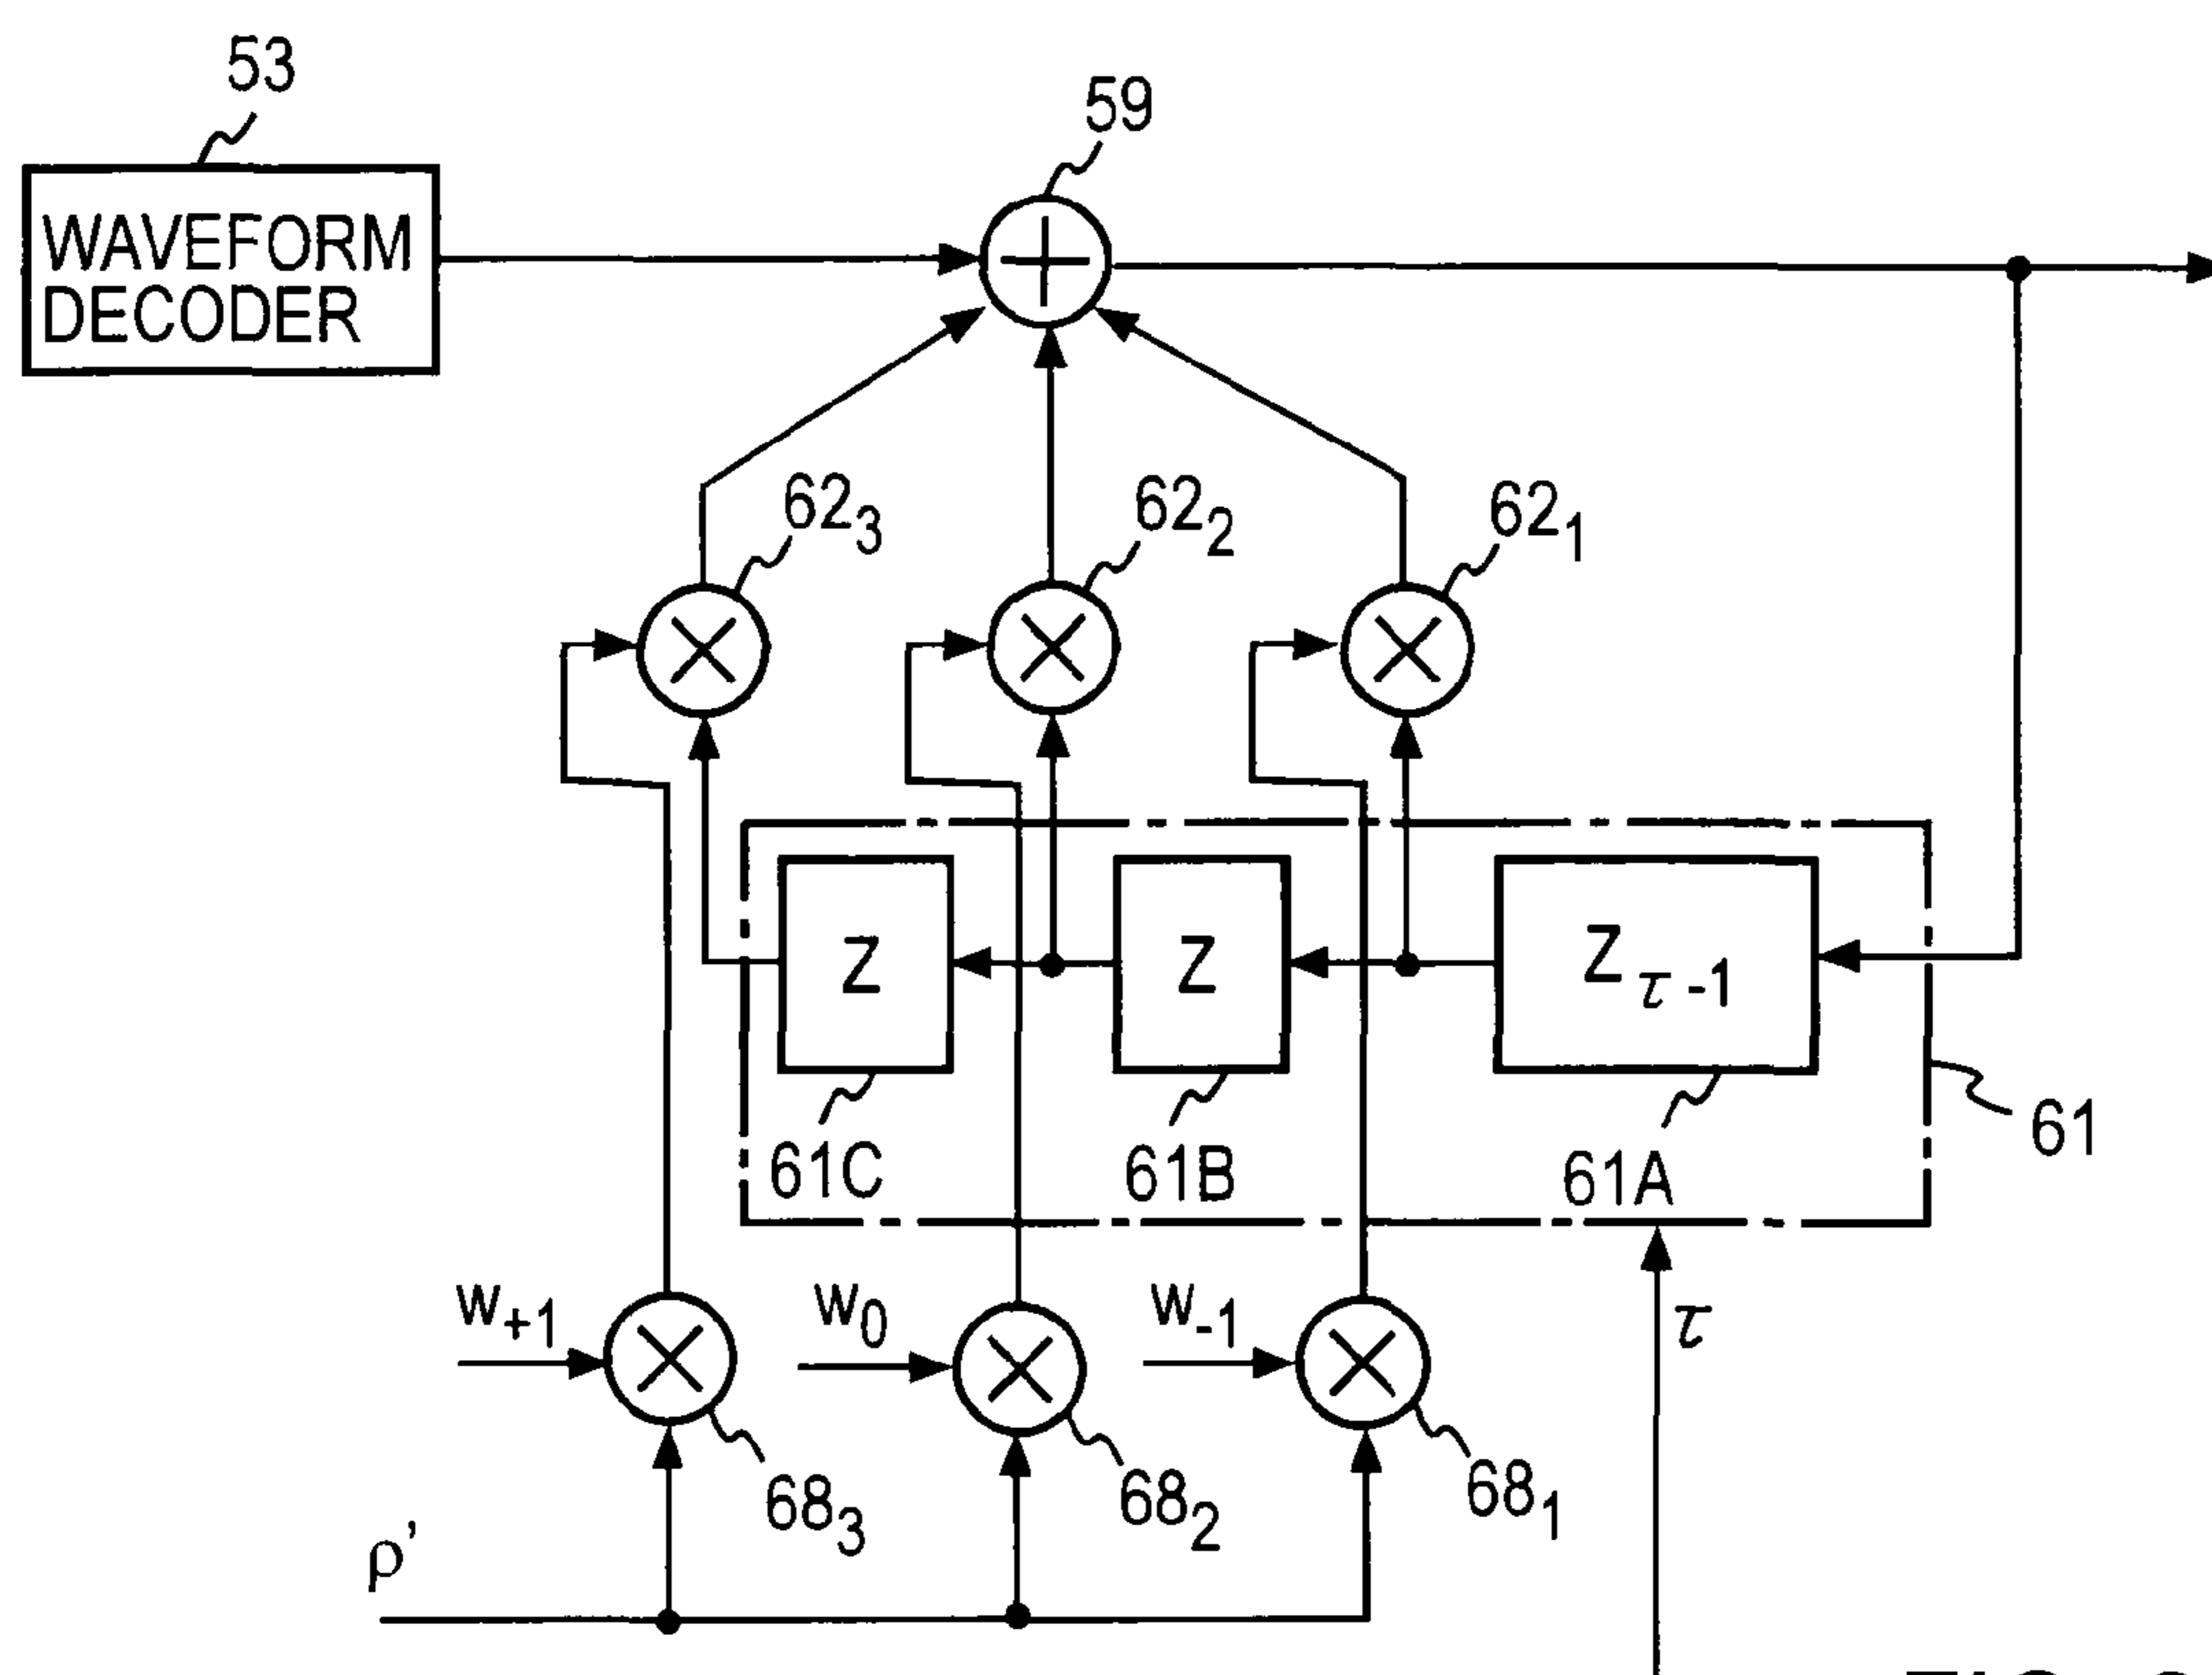 53
59
WAVEFORM
DECODER
62₃
62₂
62₁
Z
Z
Z τ-1
61
61C
61B
61A
w+1
w0
w-1
τ
68₃
68₂
68₁
ρ'